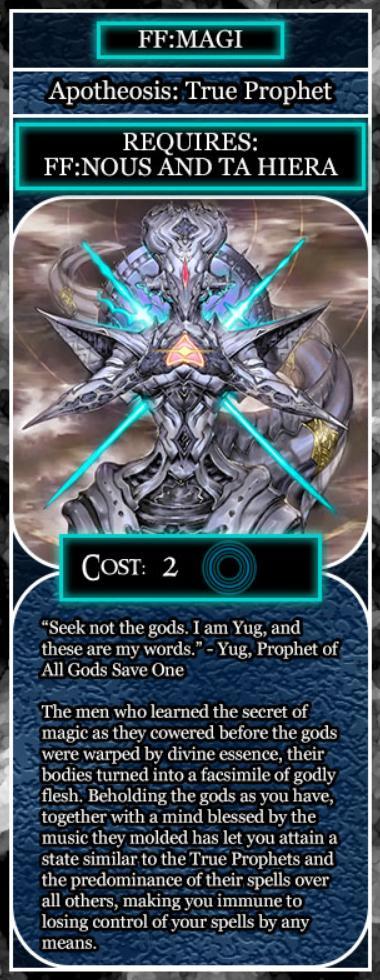 FF:MAGI
Apotheosis: True Prophet
REQUIRES:
FF:NOUS AND TA HIERA
COST: 2
“Seek not the gods. I am Yug, and
these are my words.” - Yug, Prophet of
All Gods Save One
The men who learned the secret of
magic as they cowered before the gods
were warped by divine essence, their
bodies turned into a facsimile of godly
flesh. Beholding the gods as you have,
together with a mind blessed by the
music they molded has let you attain a
state similar to the True Prophets and
the predominance of their spells over
all others, making you immune to
losing control of your spells by any
means.